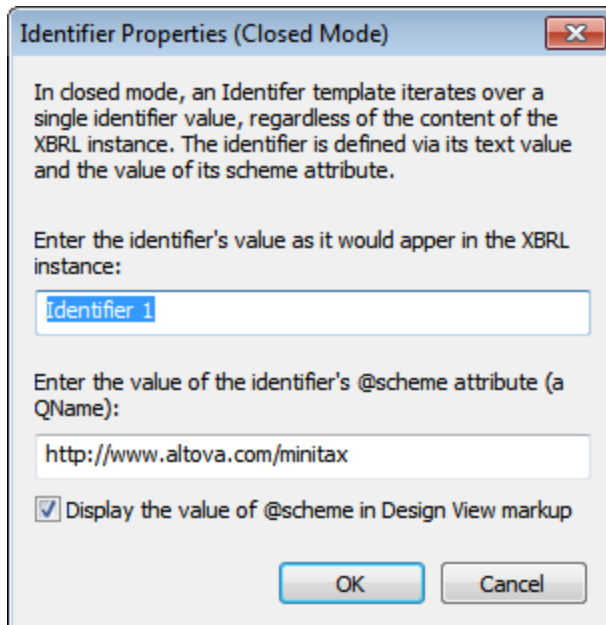 Identifier Properties (Closed Mode)
In closed mode, an Identifer template iterates over a
single identifier value, regardless of the content of the
XBRL instance. The identifier is defined via its text value
and the value of its scheme attribute.
Enter the identifier's value as it would apper in the XBRL
instance:
Identifier 1
Enter the value of the identifier's @scheme attribute (a
QName):
http://www.altova.com/minitax
Display the value of @scheme in Design View markup
OK
Cancel